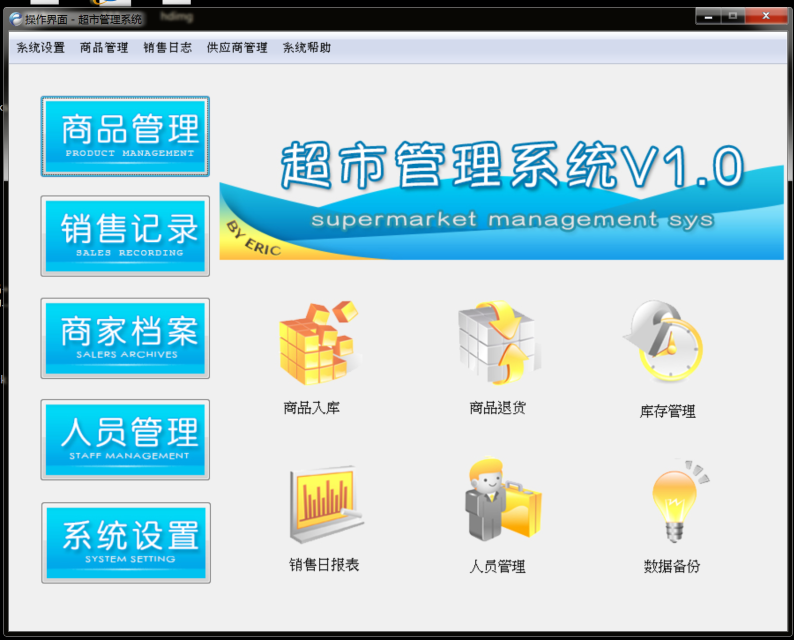 操作界面 - 超市管理系统
hdimg
系统设置 商品管理 销售日志 供应商管理 系统帮助
商品管理
PRODUCT MANAGEMENT
销售记录
SALES RECORDING
商家档案
SALERS ARCHIVES
人员管理
STAFF MANAGEMENT
系统设置
SYSTEM SETTING
超市管理系统V1.0
supermarket management sys
BY ERIC
商品入库 商品退货 库存管理
销售日报表 人员管理 数据备份